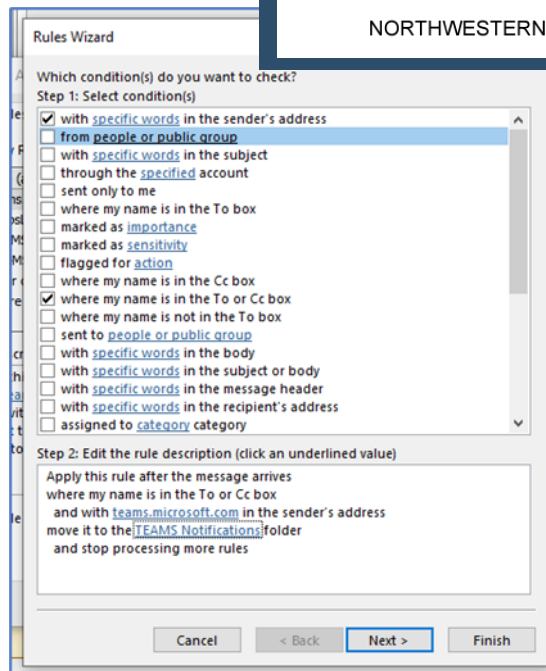 NORTHWESTERN
Rules Wizard
Which condition(s) do you want to check?
Step 1: Select condition(s)
with specific words in the sender's address
from people or public group
with specific words in the subject
through the specified account
sent only to me
where my name is in the To box
marked as importance
marked as sensitivity
flagged for action
where my name is in the Cc box
where my name is in the To or Cc box
where my name is not in the To box
sent to people or public group
with specific words in the body
with specific words in the subject or body
with specific words in the message header
with specific words in the recipient's address
assigned to category category
Step 2: Edit the rule description (click an underlined value)
Apply this rule after the message arrives
where my name is in the To or Cc box
and with teams.microsoft.com in the sender's address
move it to the TEAMS Notifications folder
and stop processing more rules
Cancel < Back Next > Finish